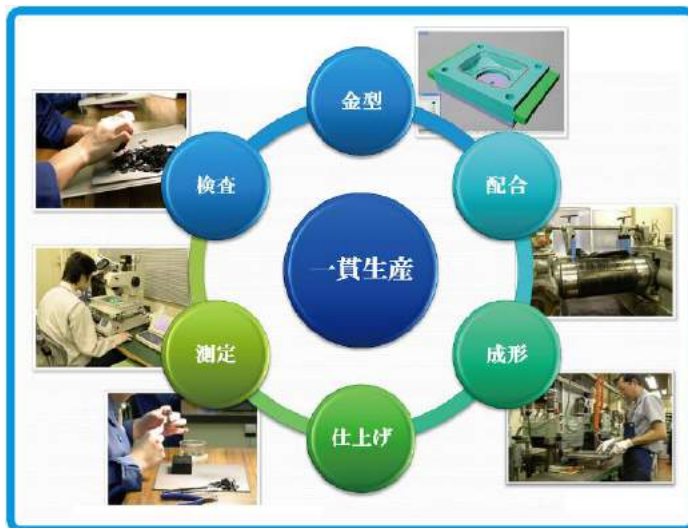 金型
配合
成形
仕上げ
測定
検査
一貫生産